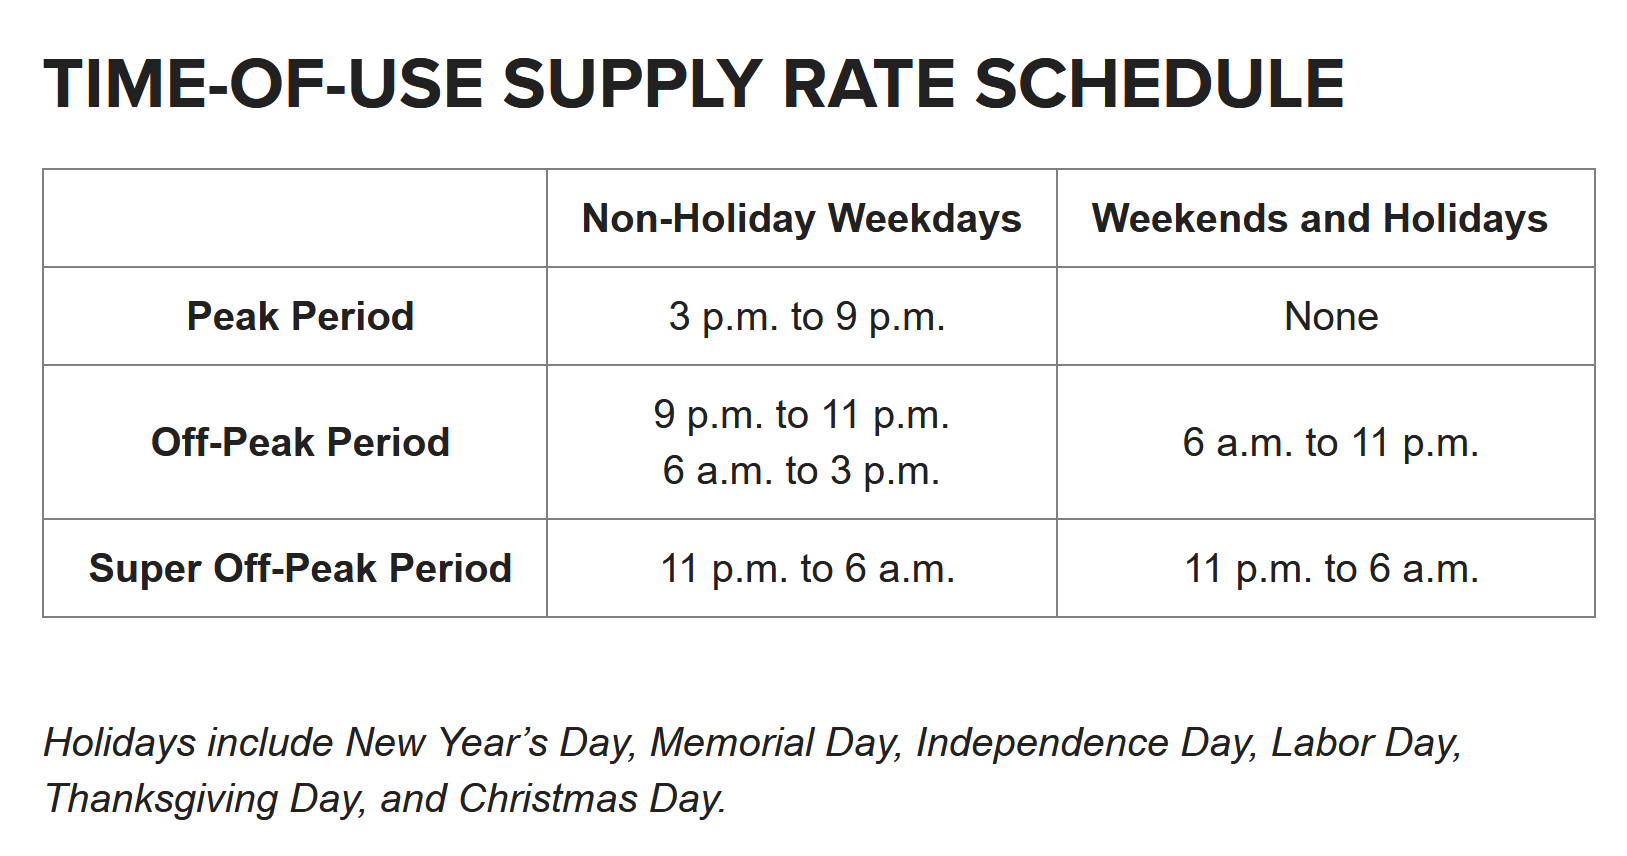 TIME-OF-USE SUPPLY RATE SCHEDULE
Non-Holiday Weekdays Weekends and Holidays
Peak Period 3 p.m. to 9 p.m. None
Off-Peak Period 9 p.m. to 11 p.m. 6 a.m. to 11 p.m.
6 a.m. to 3 p.m.
Super Off-Peak Period 11 p.m. to 6 a.m. 11 p.m. to 6 a.m.
Holidays include New Year’s Day, Memorial Day, Independence Day, Labor Day,
Thanksgiving Day, and Christmas Day.